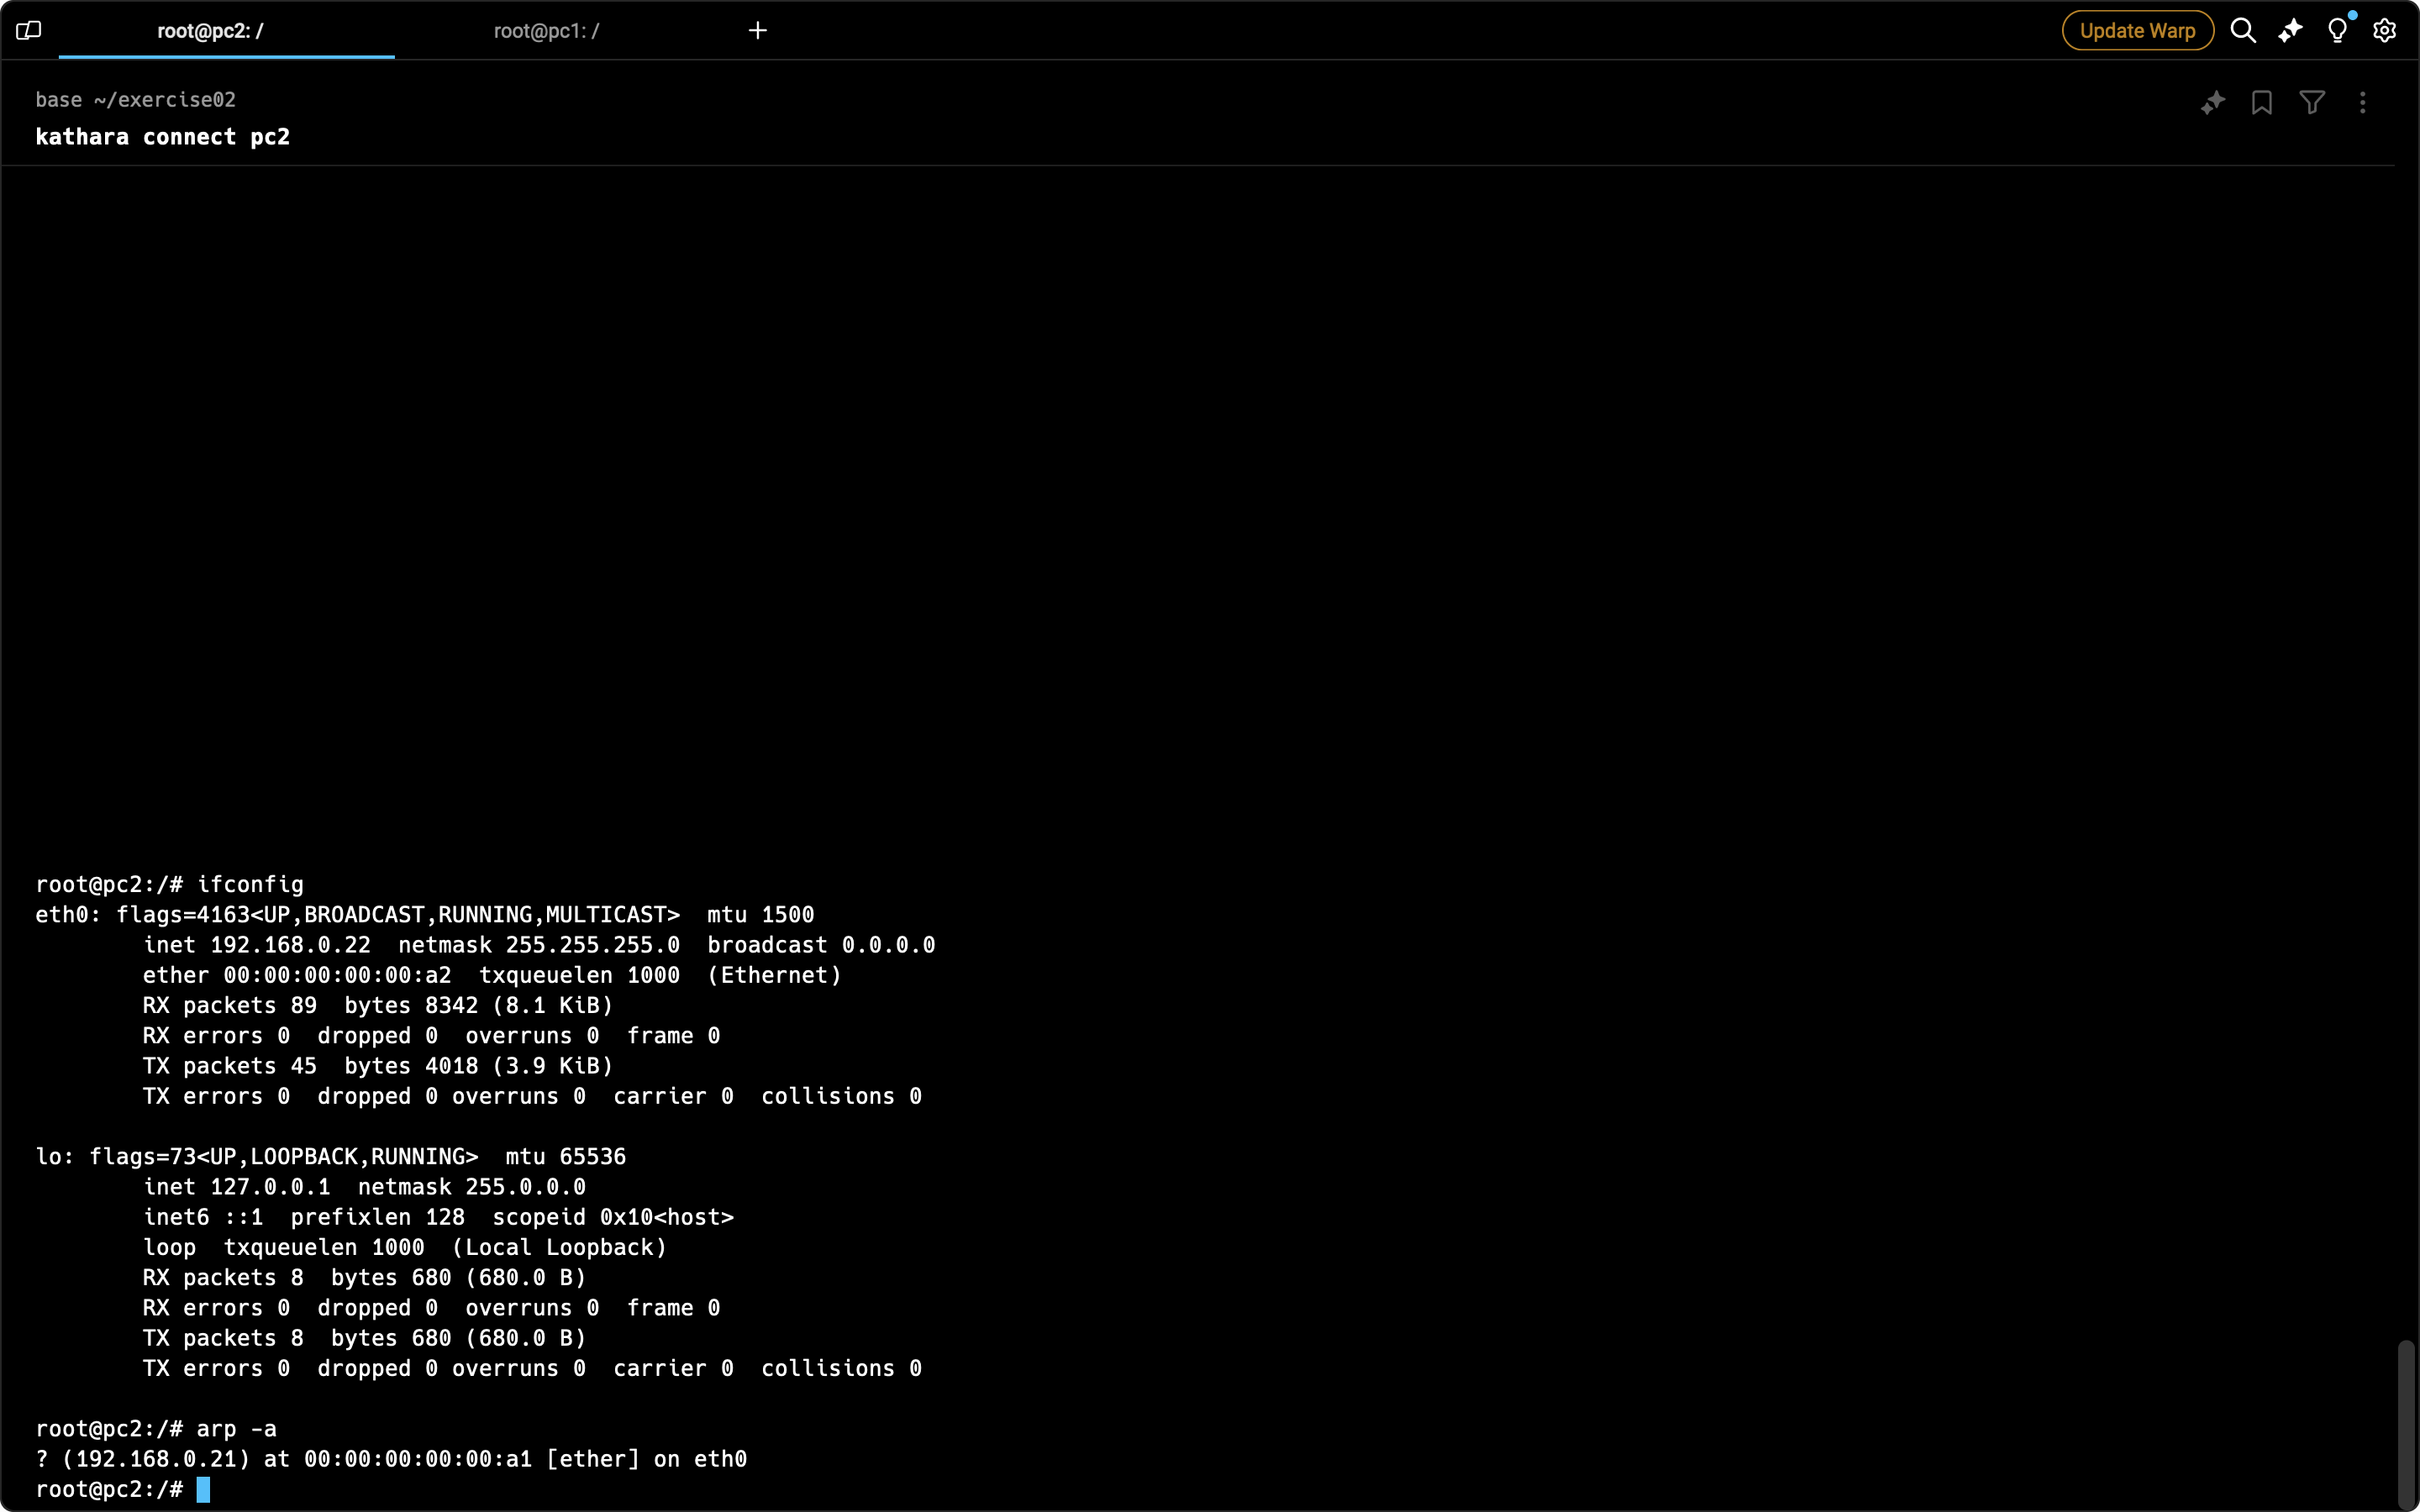 root@pc2: /
root@pc1: /
+
Update Warp
base ~/exercise02
kathara connect pc2
root@pc2:/# ifconfig
eth0: flags=4163<UP,BROADCAST,RUNNING,MULTICAST>  mtu 1500
        inet 192.168.0.22  netmask 255.255.255.0  broadcast 0.0.0.0
        ether 00:00:00:00:00:a2  txqueuelen 1000  (Ethernet)
        RX packets 89  bytes 8342 (8.1 KiB)
        RX errors 0  dropped 0  overruns 0  frame 0
        TX packets 45  bytes 4018 (3.9 KiB)
        TX errors 0  dropped 0 overruns 0  carrier 0  collisions 0
lo: flags=73<UP,LOOPBACK,RUNNING>  mtu 65536
        inet 127.0.0.1  netmask 255.0.0.0
        inet6 ::1  prefixlen 128  scopeid 0x10<host>
        loop  txqueuelen 1000  (Local Loopback)
        RX packets 8  bytes 680 (680.0 B)
        RX errors 0  dropped 0  overruns 0  frame 0
        TX packets 8  bytes 680 (680.0 B)
        TX errors 0  dropped 0 overruns 0  carrier 0  collisions 0
root@pc2:/# arp -a
? (192.168.0.21) at 00:00:00:00:00:a1 [ether] on eth0
root@pc2:/#